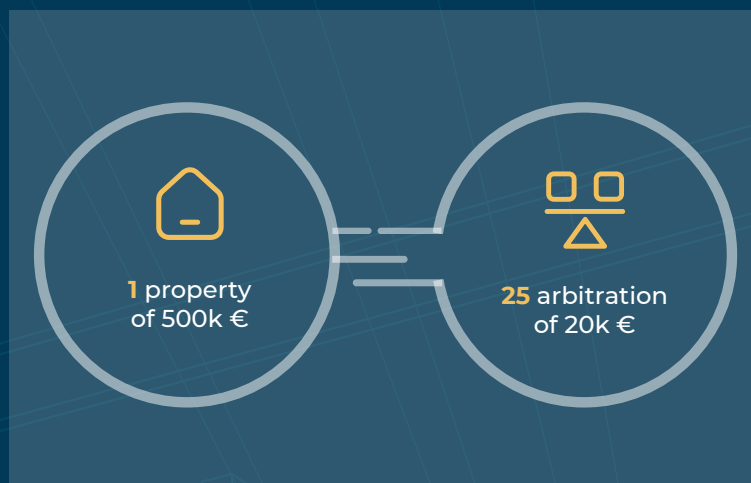 1 property
of 500k €
25 arbitration
of 20k €